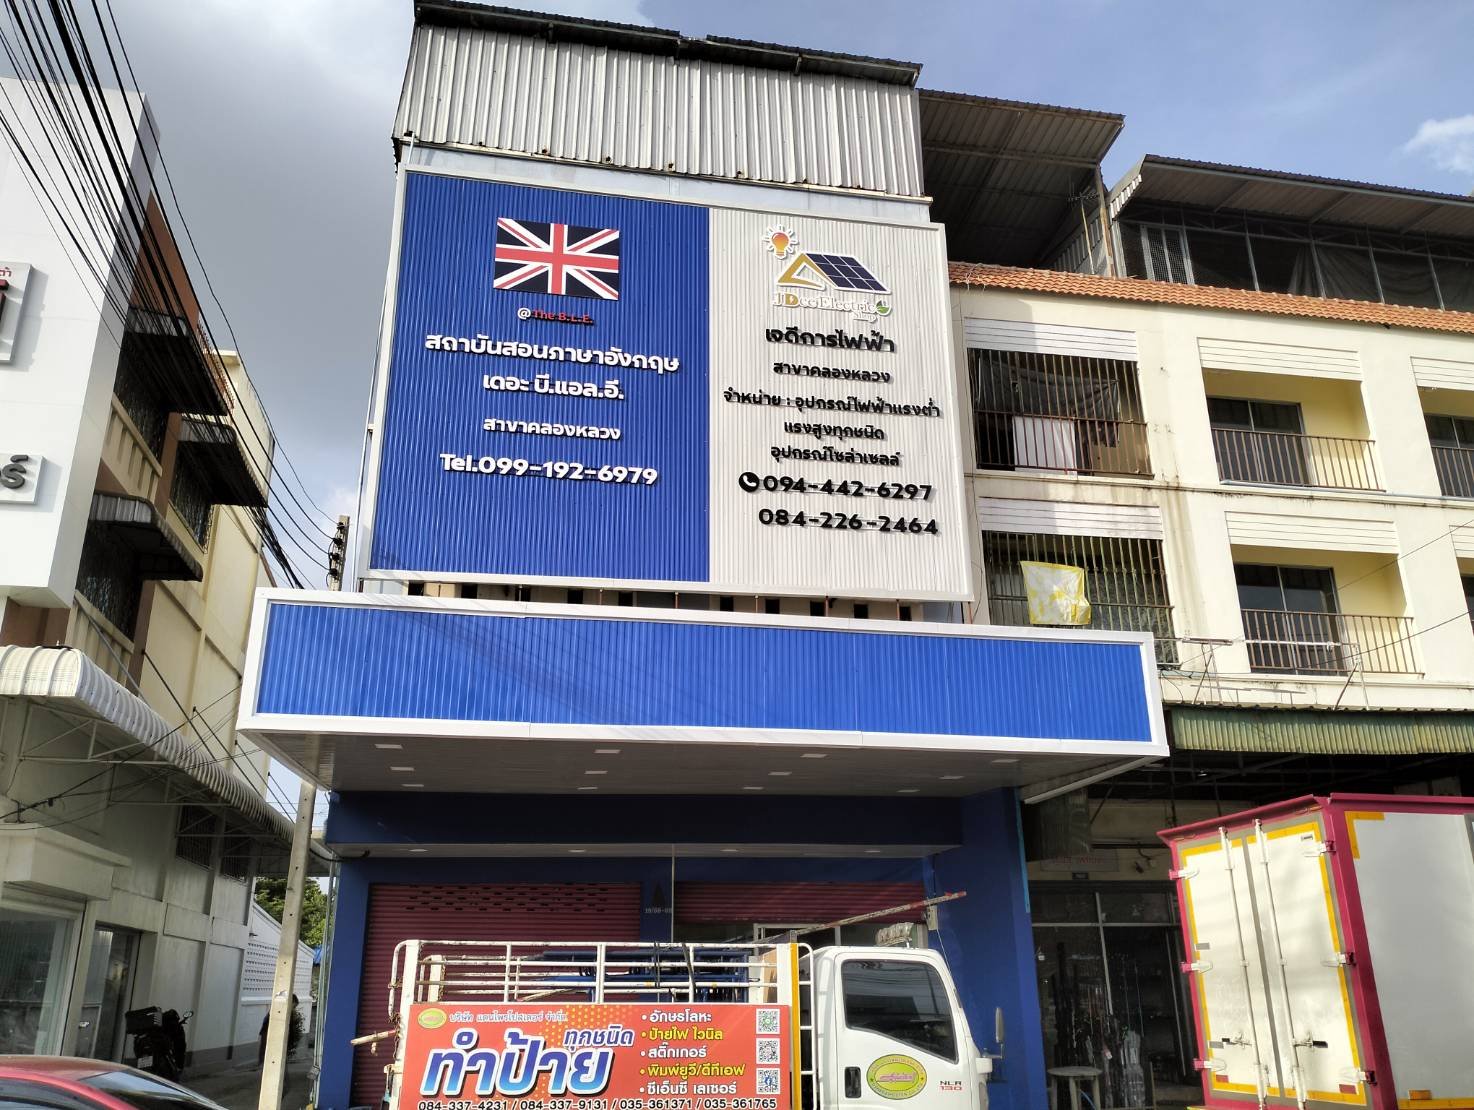 @The B.L.E.
สถาบันสอนภาษาอังกฤษ
เดอะ บี.แอล.อี.
สาขาคลองหลวง
Tel.099-192-6979
JDee Electric
Shop
เจดีการไฟฟ้า
สาขาคลองหลวง
จำหน่าย : อุปกรณ์ไฟฟ้าแรงต่ำ
แรงสูงทุกชนิด
อุปกรณ์โซล่าเซลล์
094-442-6297
084-226-2464
ทำป้าย
ทุกชนิด
• อักษรโลหะ
• ป้ายไฟ ไวนิล
• สติ๊กเกอร์
• พิมพ์ยูวี/ดีทีเอฟ
• ซีเอ็นซี เลเซอร์
084-337-4231 / 084-337-9131 / 035-361371 / 035-361765
NLR
130